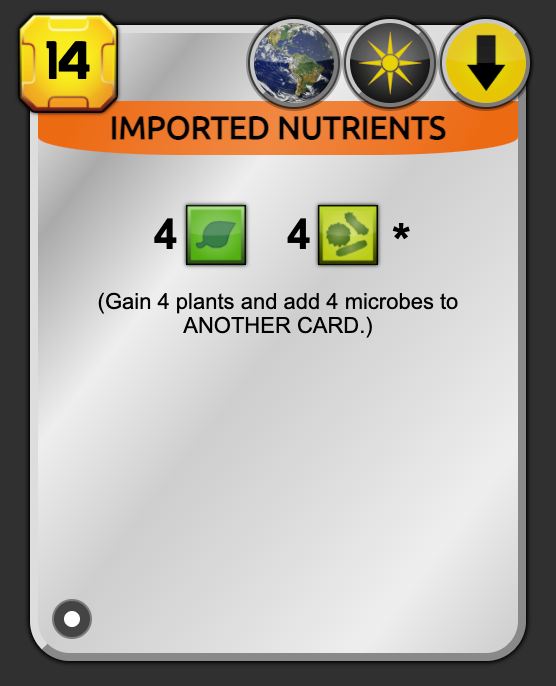 14
IMPORTED NUTRIENTS
4 4 *
(Gain 4 plants and add 4 microbes to
ANOTHER CARD.)